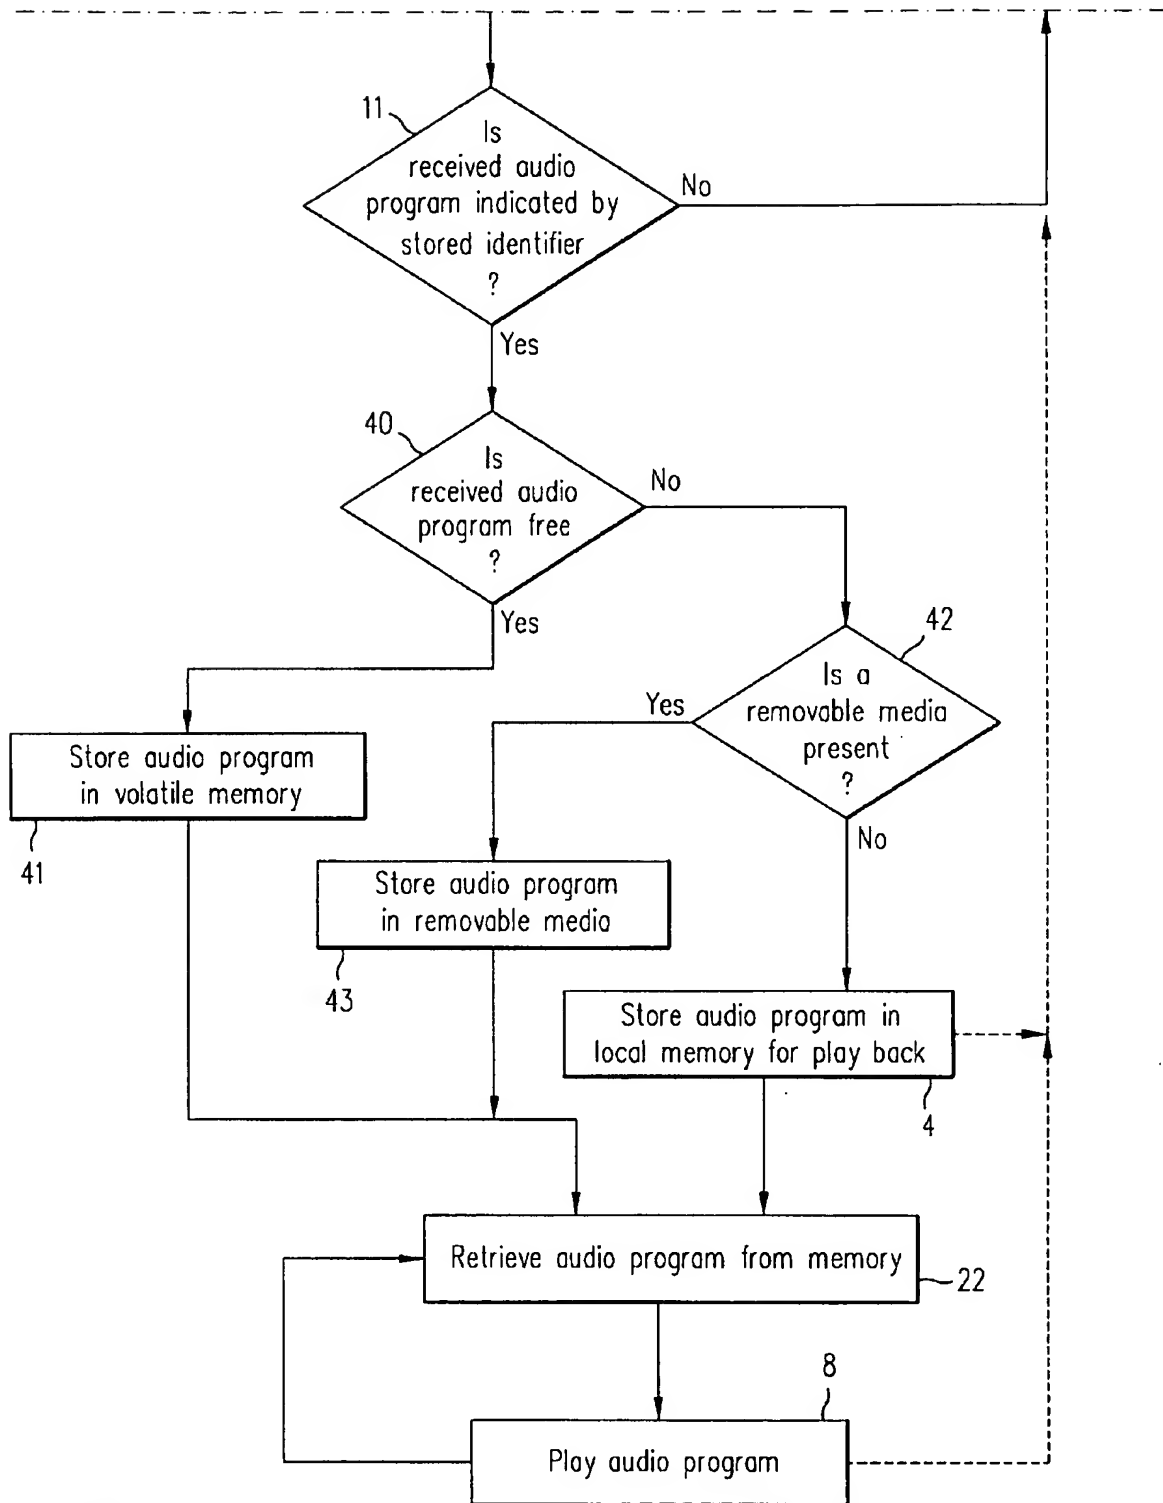 11
Is
received audio
program indicated by
stored identifier
?
No
Yes
40
Is
received audio
program free
?
No
Yes
42
Is a
removable media
present
?
Yes
No
Store audio program
in volatile memory
41
Store audio program
in removable media
43
Store audio program in
local memory for play back
4
Retrieve audio program from memory
22
8
Play audio program